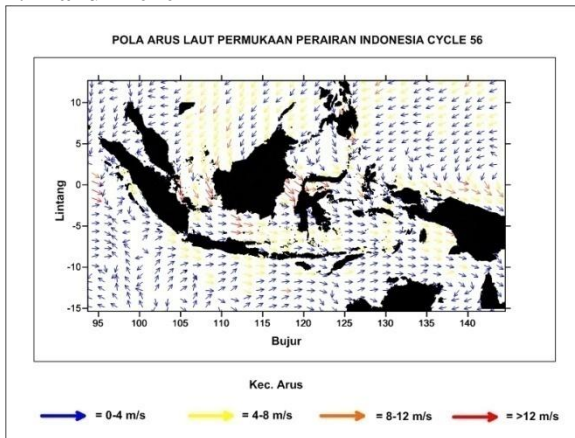 POLA ARUS LAUT PERMUKAAN PERAIRAN INDONESIA CYCLE 56
10
5
0
-5
-10
-15
Lintang
95 100 105 110 115 120 125 130 135 140
Bujur
Kec. Arus
= 0-4 m/s = 4-8 m/s = 8-12 m/s = >12 m/s